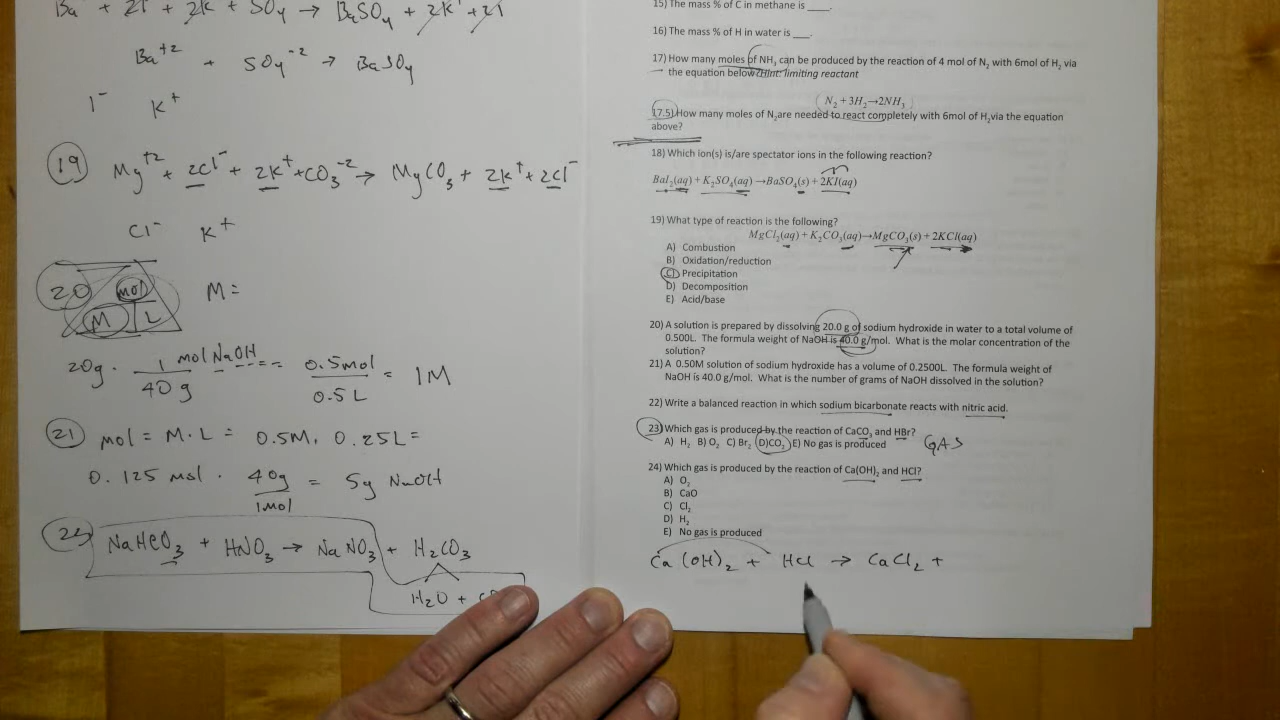 Ba + 2I + 2K + SO4 → BaSO4 + 2K + 2I
Ba+2 + SO4-2 → BaSO4
I- K+
19 Mg+2 + 2Cl- + 2K+ + CO3-2 → MgCO3 + 2K+ + 2Cl-
Cl- K+
20 mol M L M =
20g · 1 mol NaOH / 40 g = 0.5mol / 0.5L = 1M
21 mol = M·L = 0.5M, 0.25L =
0.125 mol · 40g / 1mol = 5g NaOH
NaHCO3 + HNO3 → NaNO3 + H2CO3
H2O +
15) The mass % of C in methane is ____.
16) The mass % of H in water is ___.
17) How many moles of NH3 can be produced by the reaction of 4 mol of N2 with 6mol of H2 via
the equation below? Hint: limiting reactant
N2 + 3H2→2NH3
17.5) How many moles of N2are needed to react completely with 6mol of H2via the equation
above?
18) Which ion(s) is/are spectator ions in the following reaction?
BaI2(aq) + K2SO4(aq) →BaSO4(s) + 2KI(aq)
19) What type of reaction is the following?
MgCl2(aq) + K2CO3(aq)→MgCO3(s) + 2KCl(aq)
A) Combustion
B) Oxidation/reduction
C) Precipitation
D) Decomposition
E) Acid/base
20) A solution is prepared by dissolving 20.0 g of sodium hydroxide in water to a total volume of
0.500L. The formula weight of NaOH is 40.0 g/mol. What is the molar concentration of the
solution?
21) A 0.50M solution of sodium hydroxide has a volume of 0.2500L. The formula weight of
NaOH is 40.0 g/mol. What is the number of grams of NaOH dissolved in the solution?
22) Write a balanced reaction in which sodium bicarbonate reacts with nitric acid.
23) Which gas is produced by the reaction of CaCO3 and HBr?
A) H2 B) O2 C) Br2 D)CO2 E) No gas is produced GAS
24) Which gas is produced by the reaction of Ca(OH)2 and HCl?
A) O2
B) CaO
C) Cl2
D) H2
E) No gas is produced
Ca(OH)2 + HCl → CaCl2 +